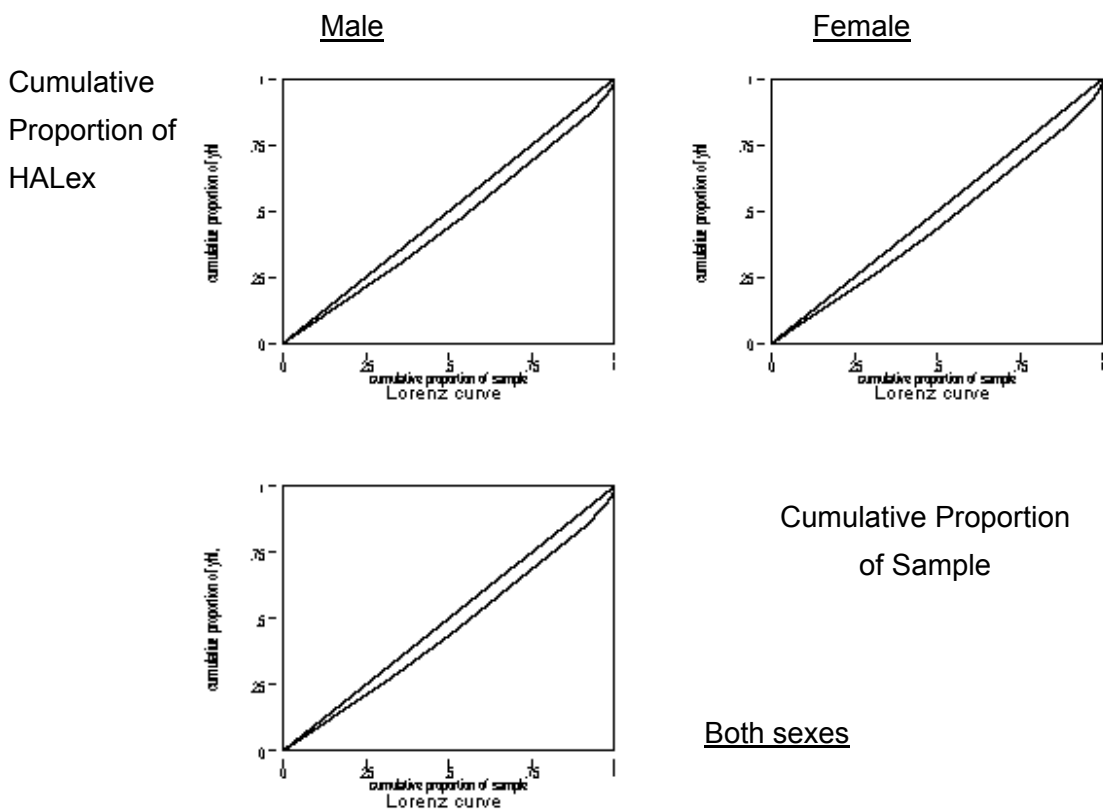 Male
Female
Cumulative
Proportion of
HALex
cumulative proportion of yhl
1
.75
.5
.25
0
0 .25 .5 .75 1
cumulative proportion of sample
Lorenz curve
cumulative proportion of yhl
1
.75
.5
.25
0
0 .25 .5 .75 1
cumulative proportion of sample
Lorenz curve
cumulative proportion of yhl,
1
.75
.5
.25
0
0 .25 .5 .75 1
cumulative proportion of sample
Lorenz curve
Cumulative Proportion
of Sample
Both sexes